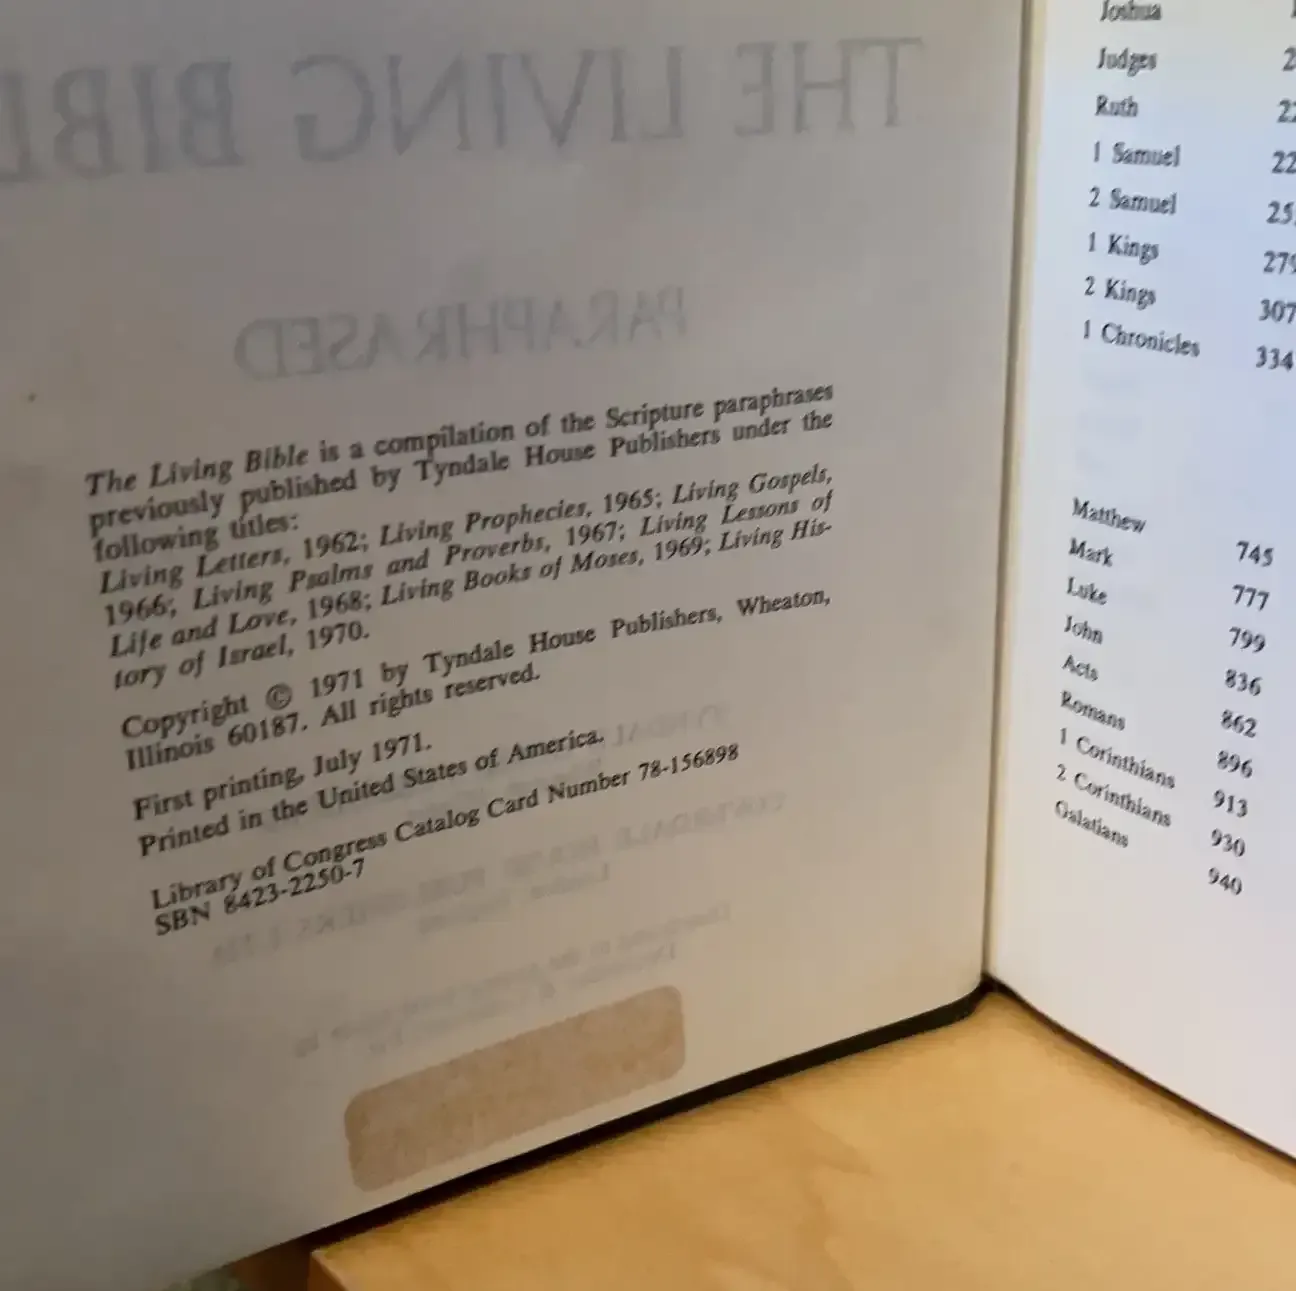 THE LIVING BIBL
PARAPHRASED
The Living Bible is a compilation of the Scripture paraphrases
previously published by Tyndale House Publishers under the
following titles:
Living Letters, 1962; Living Prophecies, 1965; Living Gospels,
1966; Living Psalms and Proverbs, 1967; Living Lessons of
Life and Love, 1968; Living Books of Moses, 1969; Living His-
tory of Israel, 1970.
Copyright © 1971 by Tyndale House Publishers, Wheaton,
Illinois 60187. All rights reserved.
First printing, July 1971.
Printed in the United States of America.
Library of Congress Catalog Card Number 78-156898
SBN 8423-2250-7
Joshua
Judges
Ruth
1 Samuel
2 Samuel
1 Kings 279
2 Kings 307
1 Chronicles 334
Matthew 745
Mark 777
Luke 799
John 836
Acts 862
Romans 896
1 Corinthians 913
2 Corinthians 930
Galatians 940